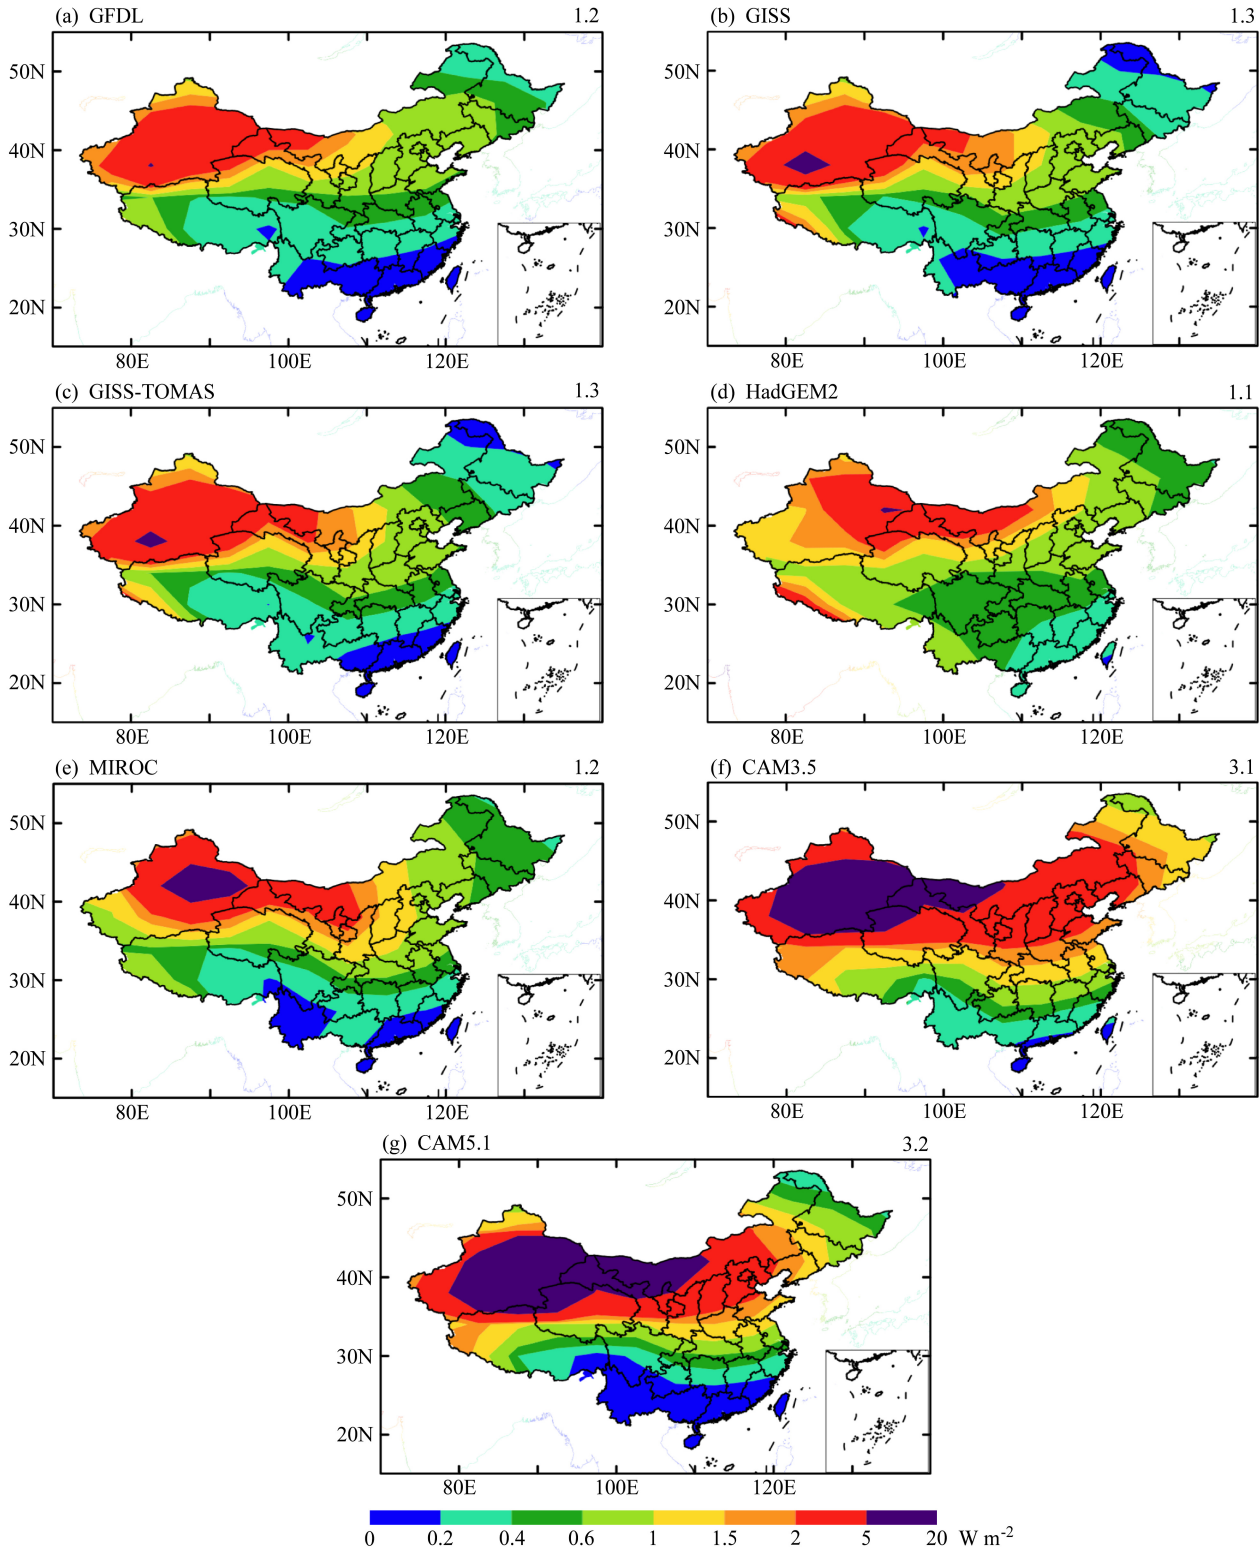 (a) GFDL 1.2
(b) GISS 1.3
50N
40N
30N
20N
80E 100E 120E
50N
40N
30N
20N
80E 100E 120E
(c) GISS-TOMAS 1.3
(d) HadGEM2 1.1
50N
40N
30N
20N
80E 100E 120E
50N
40N
30N
20N
80E 100E 120E
(e) MIROC 1.2
(f) CAM3.5 3.1
50N
40N
30N
20N
80E 100E 120E
50N
40N
30N
20N
80E 100E 120E
(g) CAM5.1 3.2
50N
40N
30N
20N
80E 100E 120E
0 0.2 0.4 0.6 1 1.5 2 5 20 W m⁻²